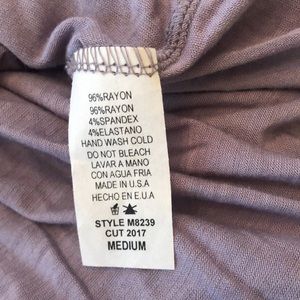 96%RAYON
96%RAYON
4%SPANDEX
4%ELASTANO
HAND WASH COLD
DO NOT BLEACH
LAVAR A MANO
CON AGUA FRIA
MADE IN U.S.A
HECHO EN E.U.A
STYLE M8239
CUT 2017
MEDIUM